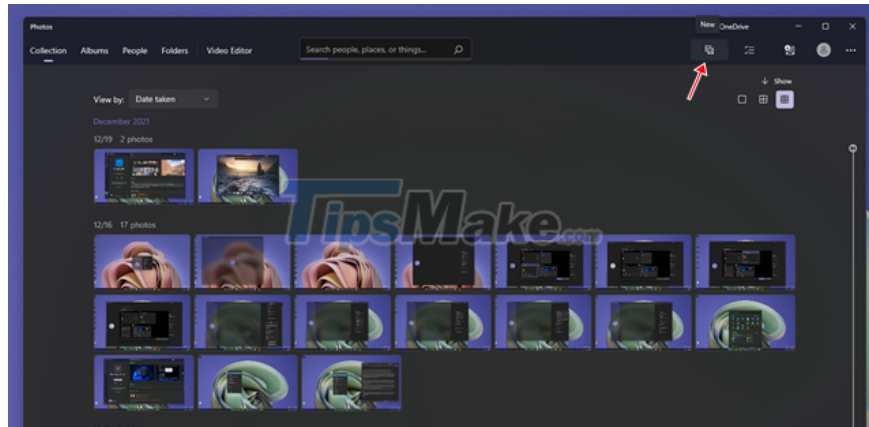 Photos
New OneDrive
Collection Albums People Folders Video Editor Search people, places, or things...
Show
View by: Date taken
December 2021
12/19 2 photos
12/16 17 photos
TipsMake.com